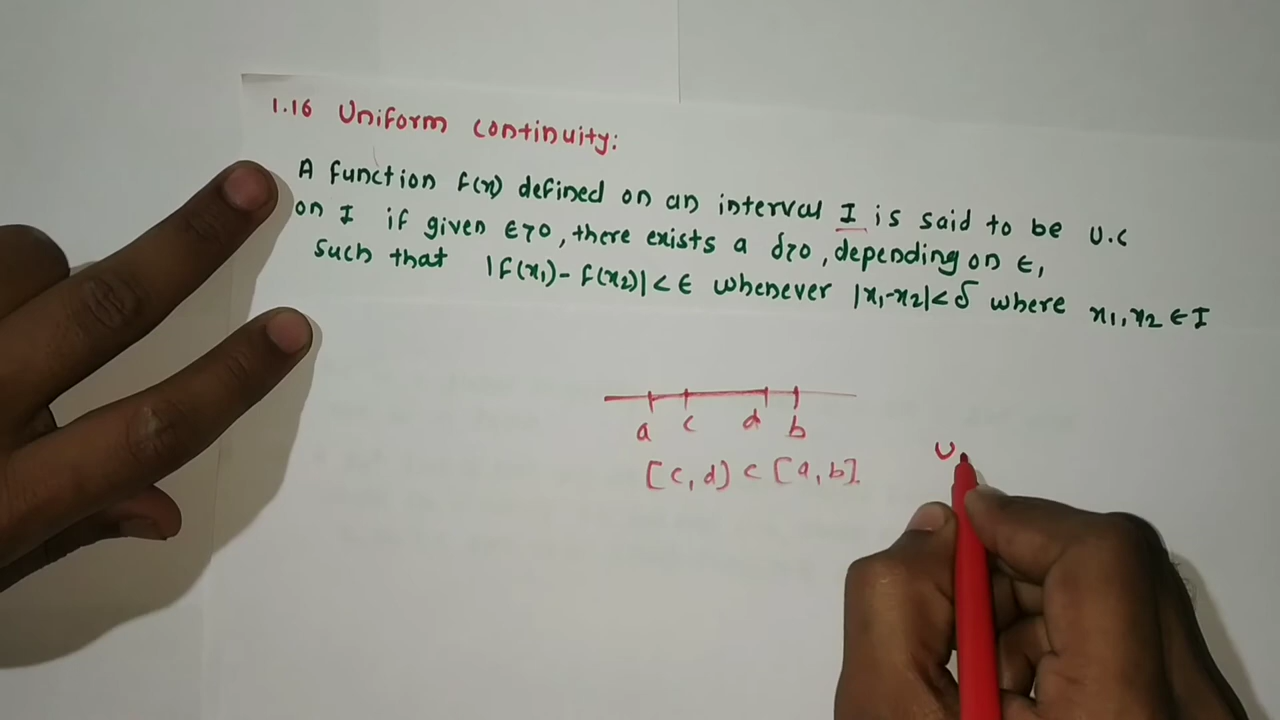 1.16 Uniform continuity:
A function f(x) defined on an interval I is said to be U.C
on I if given ϵ>0, there exists a δ>0, depending on ϵ,
such that |f(x₁)-f(x₂)|<ϵ whenever |x₁-x₂|<δ where x₁,x₂∈I
a c d b
[c,d]⊂[a,b].
U.